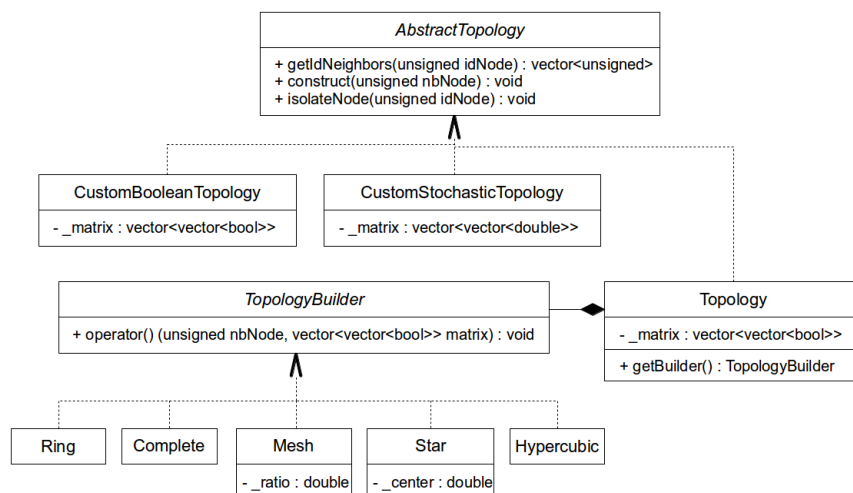 AbstractTopology
+ getIdNeighbors(unsigned idNode) : vector<unsigned>
+ construct(unsigned nbNode) : void
+ isolateNode(unsigned idNode) : void
CustomBooleanTopology
- _matrix : vector<vector<bool>>
CustomStochasticTopology
- _matrix : vector<vector<double>>
TopologyBuilder
+ operator() (unsigned nbNode, vector<vector<bool>> matrix) : void
Topology
- _matrix : vector<vector<bool>>
+ getBuilder() : TopologyBuilder
Ring
Complete
Mesh
- _ratio : double
Star
- _center : double
Hypercubic